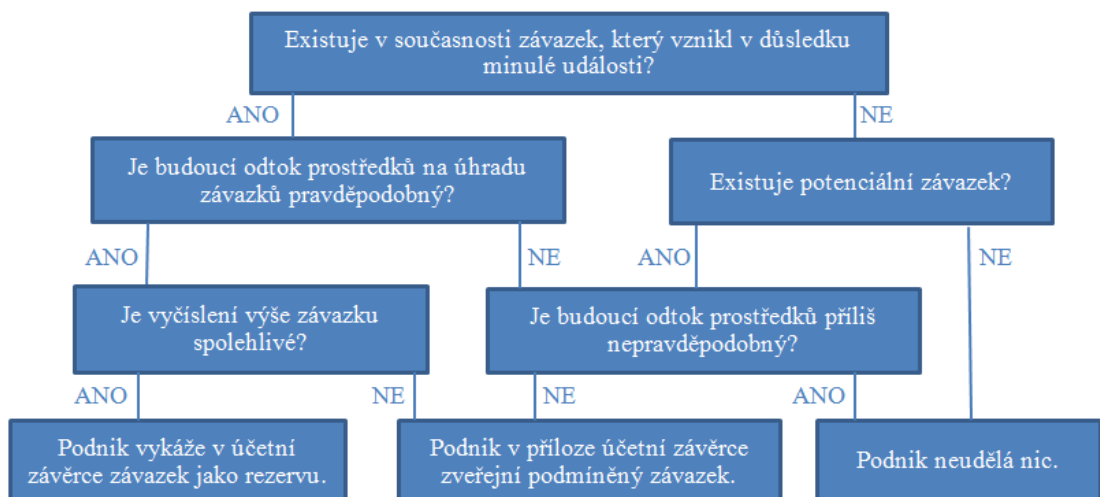 Existuje v současnosti závazek, který vznikl v důsledku
minulé události?
ANO
NE
Je budoucí odtok prostředků na úhradu
závazků pravděpodobný?
Existuje potenciální závazek?
ANO
NE
ANO
NE
Je vyčíslení výše závazku
spolehlivé?
Je budoucí odtok prostředků příliš
nepravděpodobný?
ANO
NE
NE
ANO
Podnik vykáže v účetní
závěrce závazek jako rezervu.
Podnik v příloze účetní závěrce
zveřejní podmíněný závazek.
Podnik neudělá nic.